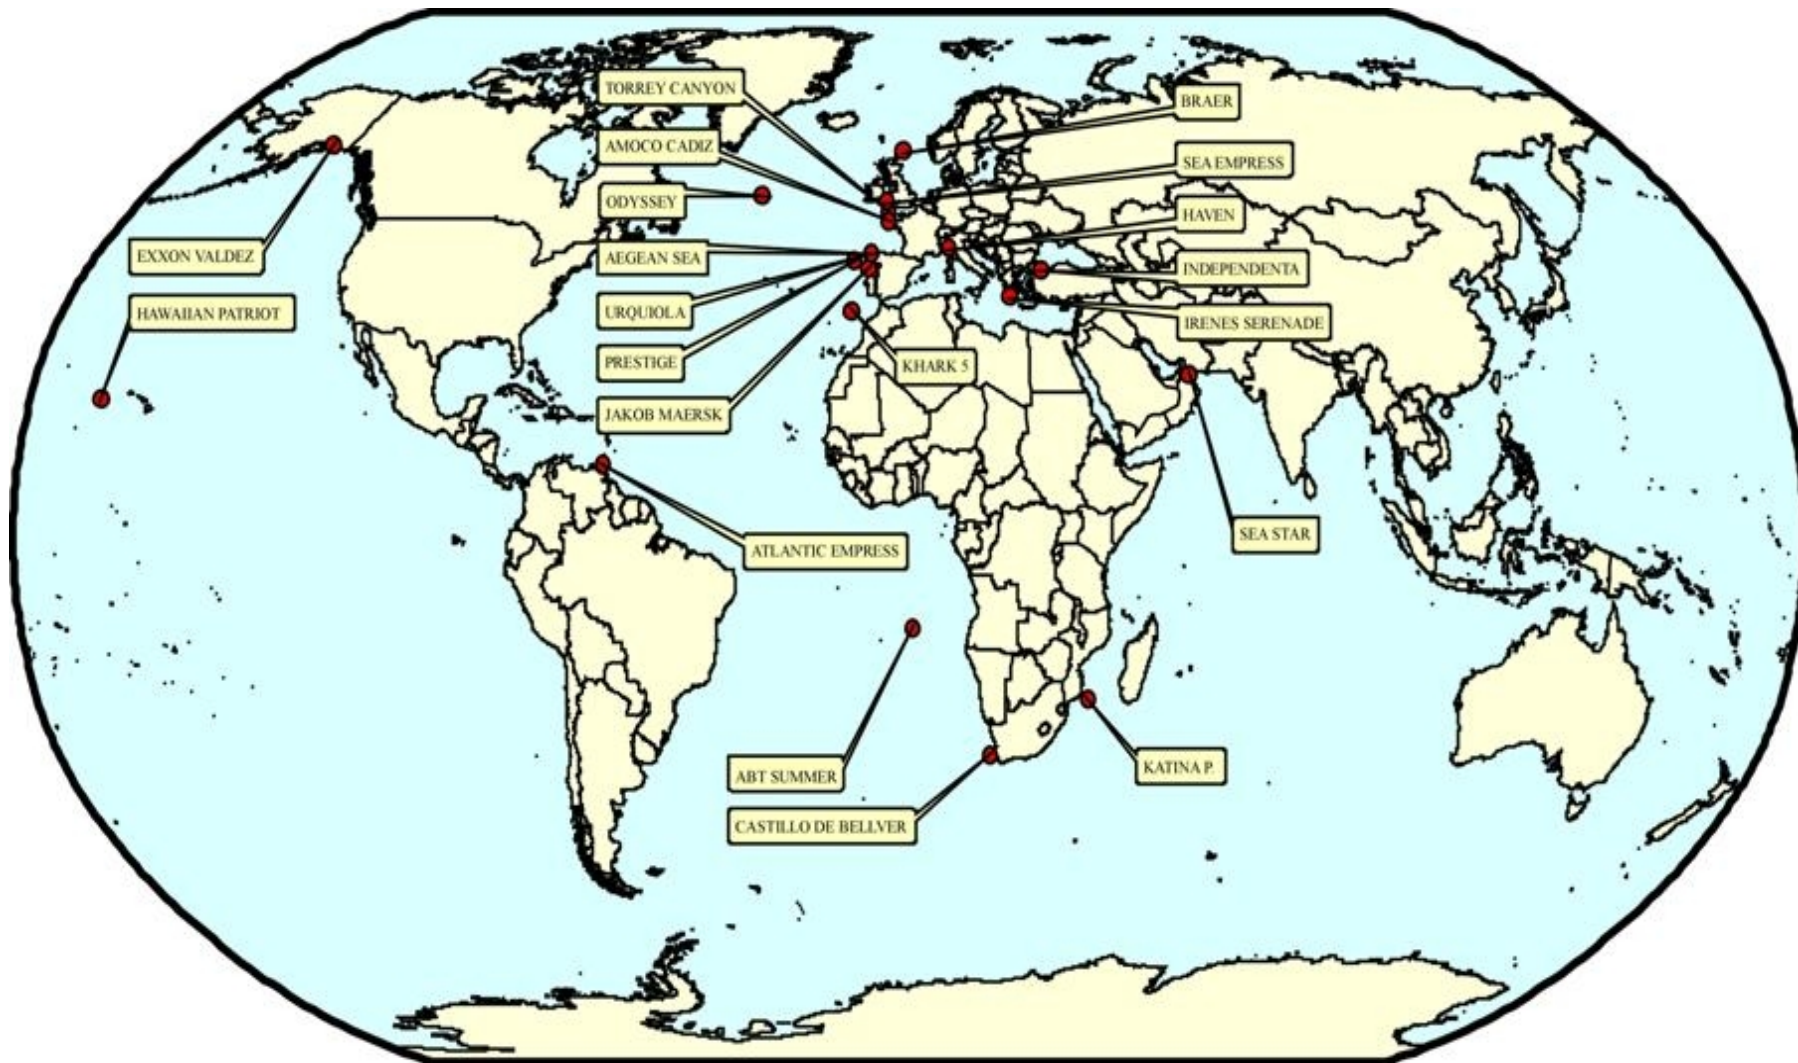 TORREY CANYON
BRAER
AMOCO CADIZ
SEA EMPRESS
ODYSSEY
HAVEN
EXXON VALDEZ
AEGEAN SEA
INDEPENDENTA
HAWAIIAN PATRIOT
URQUIOLA
IRENES SERENADE
PRESTIGE
KHARK 5
JAKOB MAERSK
SEA STAR
ATLANTIC EMPRESS
ABT SUMMER
KATINA P.
CASTILLO DE BELLVER